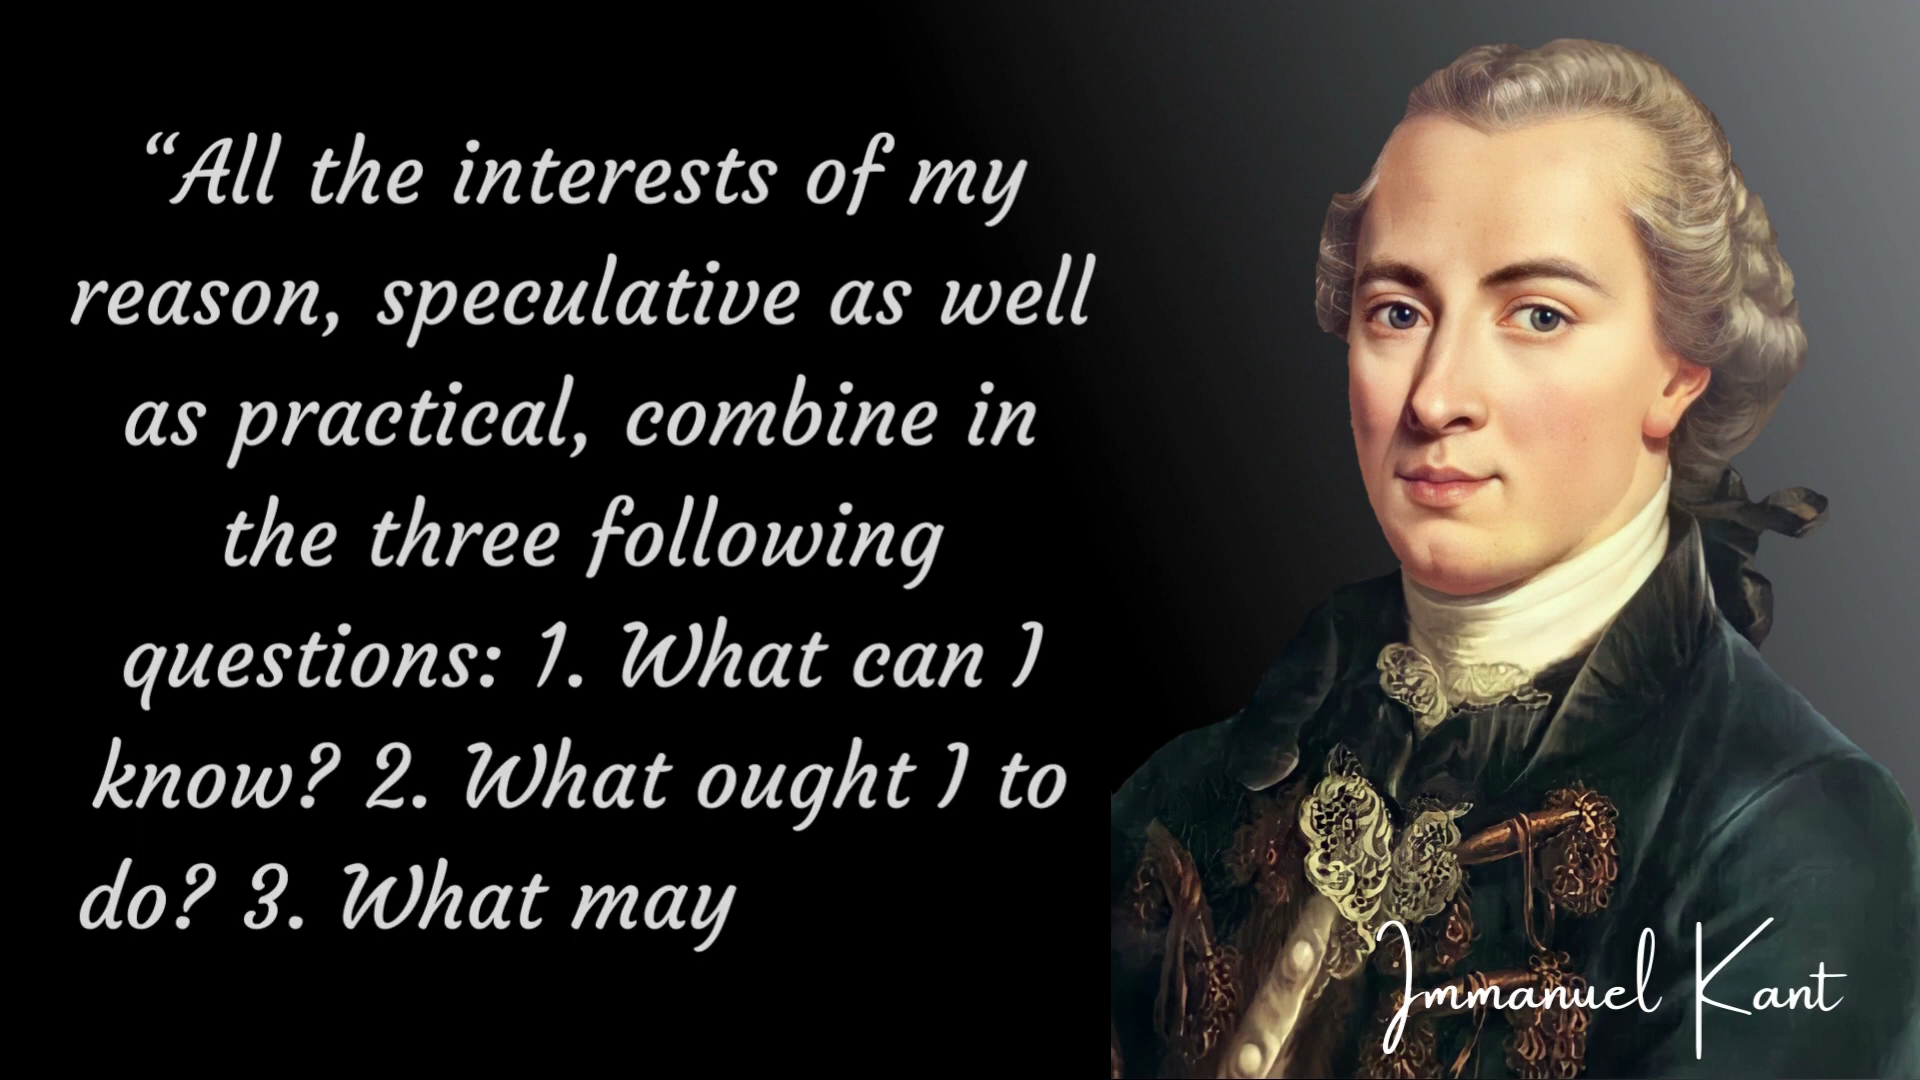 “All the interests of my
reason, speculative as well
as practical, combine in
the three following
questions: 1. What can I
know? 2. What ought I to
do? 3. What may
Immanuel Kant